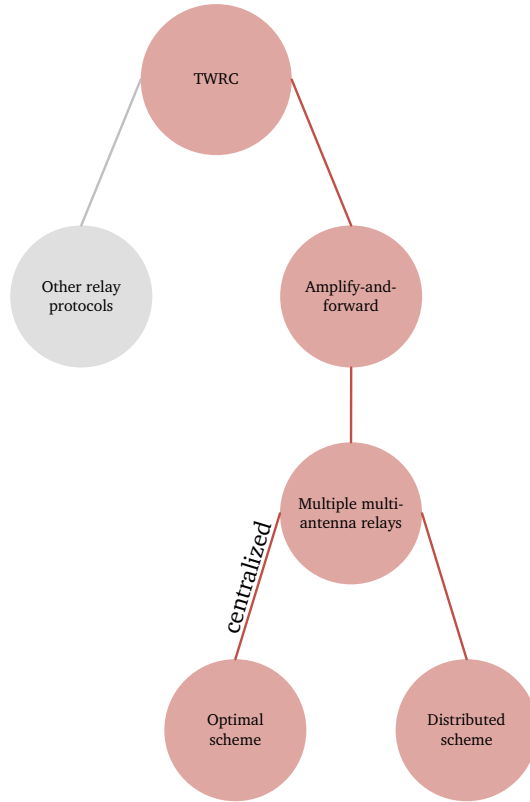 TWRC
Other relay
protocols
Amplify-and-
forward
Multiple multi-
antenna relays
centralized
Optimal
scheme
Distributed
scheme